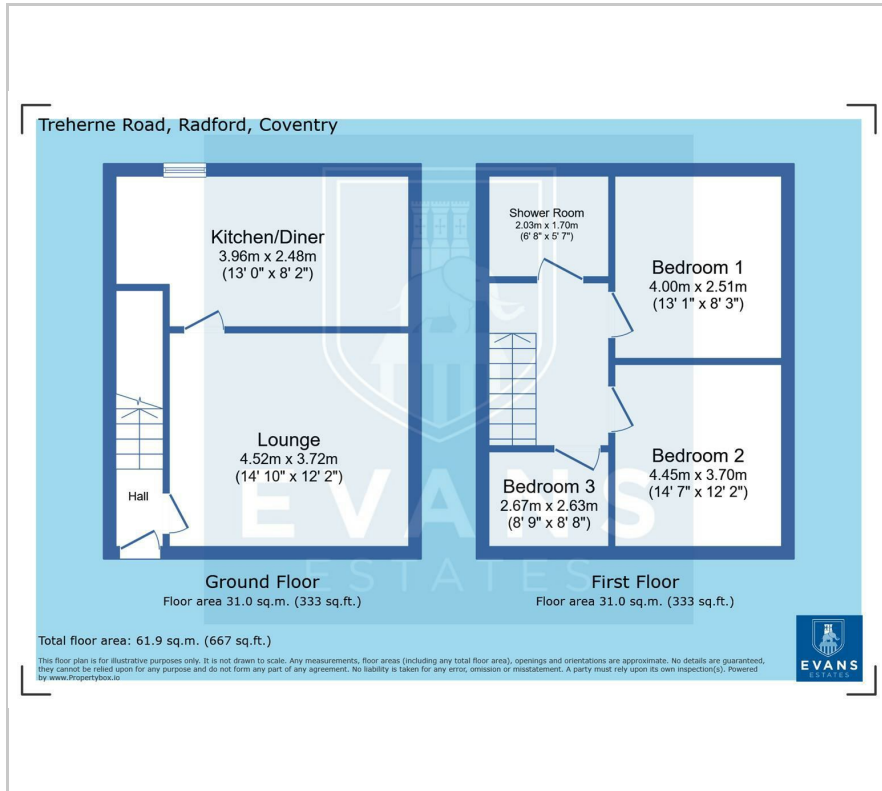 Treherne Road, Radford, Coventry
Kitchen/Diner
3.96m x 2.48m
(13' 0" x 8' 2")
Lounge
4.52m x 3.72m
(14' 10" x 12' 2")
Hall
Ground Floor
Floor area 31.0 sq.m. (333 sq.ft.)
Shower Room
2.03m x 1.70m
(6' 8" x 5' 7")
Bedroom 1
4.00m x 2.51m
(13' 1" x 8' 3")
Bedroom 2
4.45m x 3.70m
(14' 7" x 12' 2")
Bedroom 3
2.67m x 2.63m
(8' 9" x 8' 8")
First Floor
Floor area 31.0 sq.m. (333 sq.ft.)
EVANS
ESTATES
Total floor area: 61.9 sq.m. (667 sq.ft.)
This floor plan is for illustrative purposes only. It is not drawn to scale. Any measurements, floor areas (including any total floor area), openings and orientations are approximate. No details are guaranteed,
they cannot be relied upon for any purpose and do not form any part of any agreement. No liability is taken for any error, omission or misstatement. A party must rely upon its own inspection(s). Powered
by www.Propertybox.io
EVANS
ESTATES